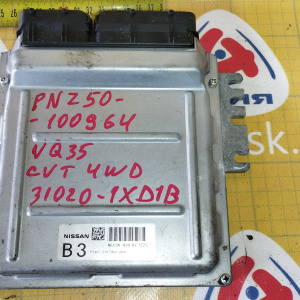 PNZ50-
-100964
VQ35
CVT 4WD
31020-1XD1B
NISSAN
B3
sk.